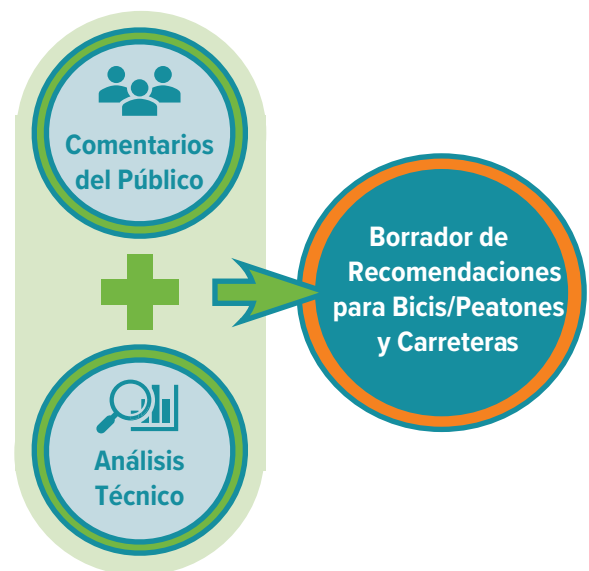 Comentarios
del Público
Borrador de
Recomendaciones
para Bicis/Peatones
y Carreteras
Análisis
Técnico